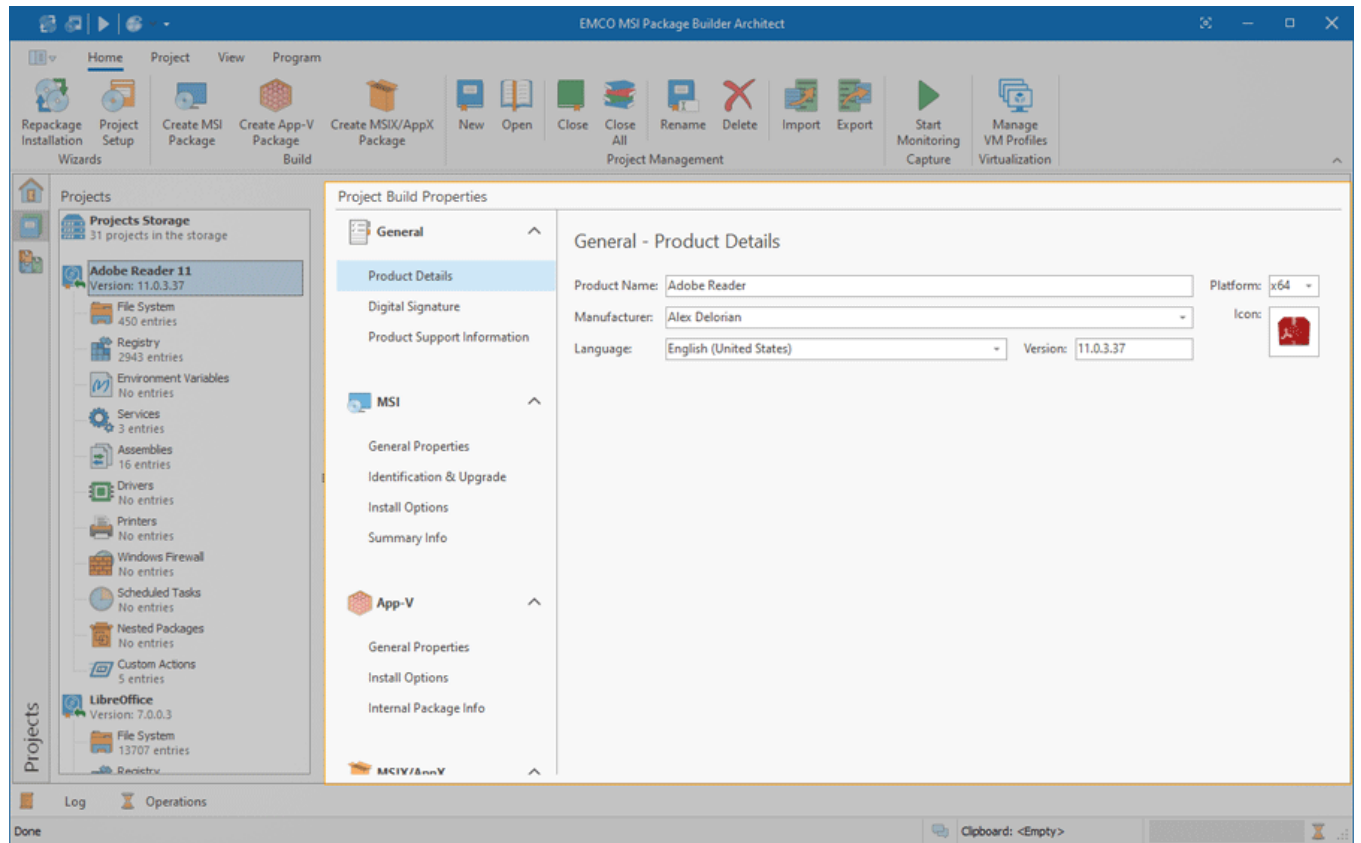 EMCO MSI Package Builder Architect
Home Project View Program
Repackage Installation
Project Setup
Create MSI Package
Create App-V Package
Create MSIX/AppX Package
New
Open
Close
Close All
Rename
Delete
Import
Export
Start Monitoring
Manage VM Profiles
Wizards
Build
Project Management
Capture
Virtualization
Projects
Projects
Projects Storage
31 projects in the storage
Adobe Reader 11
Version: 11.0.3.37
File System
450 entries
Registry
2943 entries
Environment Variables
No entries
Services
3 entries
Assemblies
16 entries
Drivers
No entries
Printers
No entries
Windows Firewall
No entries
Scheduled Tasks
No entries
Nested Packages
No entries
Custom Actions
5 entries
LibreOffice
Version: 7.0.0.3
File System
13707 entries
Registry
Project Build Properties
General
Product Details
Digital Signature
Product Support Information
MSI
General Properties
Identification & Upgrade
Install Options
Summary Info
App-V
General Properties
Install Options
Internal Package Info
MSIX/AppX
General - Product Details
Product Name: Adobe Reader Platform: x64
Manufacturer: Alex Delorian Icon:
Language: English (United States) Version: 11.0.3.37
Log Operations
Done Clipboard: <Empty>